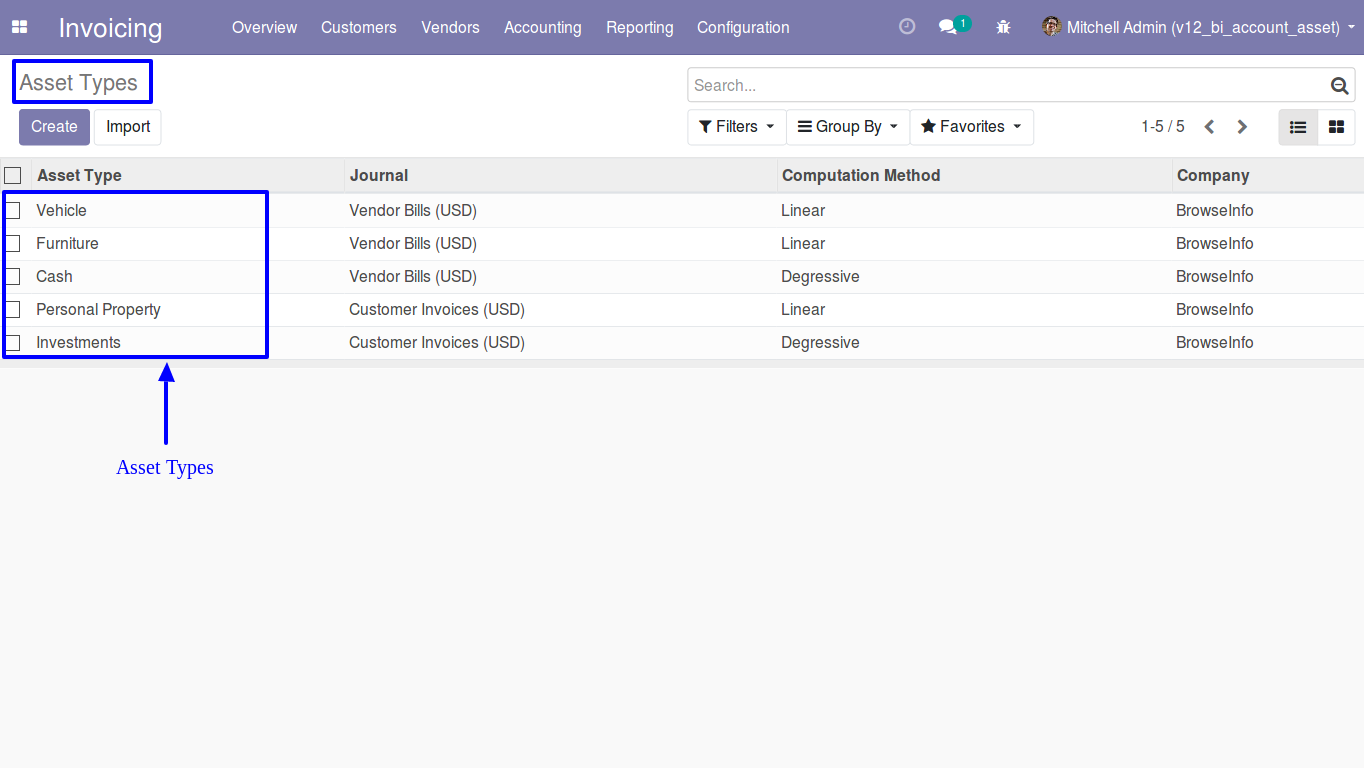 Invoicing Overview Customers Vendors Accounting Reporting Configuration 1 Mitchell Admin (v12_bi_account_asset)
Asset Types
Search...
Create Import Filters Group By Favorites 1-5 / 5
Asset Type Journal Computation Method Company
Vehicle Vendor Bills (USD) Linear BrowseInfo
Furniture Vendor Bills (USD) Linear BrowseInfo
Cash Vendor Bills (USD) Degressive BrowseInfo
Personal Property Customer Invoices (USD) Linear BrowseInfo
Investments Customer Invoices (USD) Degressive BrowseInfo
Asset Types